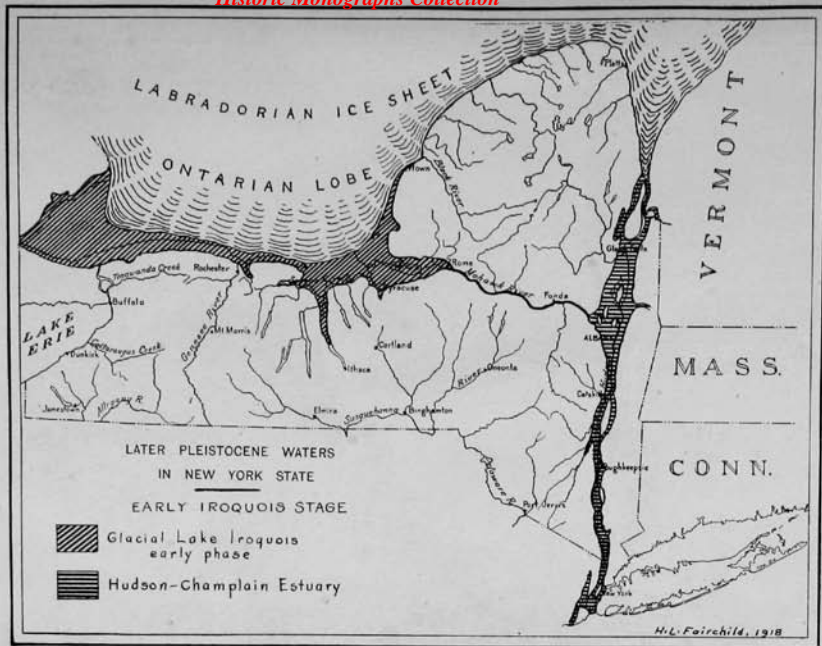 Historic Monographs Collection
LABRADORIAN ICE SHEET
ONTARIAN LOBE
VERMONT
Black River
Tonawanda Creek
Rochester
Rome
Mohawk River
Fonda
Buffalo
LAKE
ERIE
Genesee River
Syracuse
ALBANY
Mt Morris
Dunkirk
Cattaraugus Creek
Cortland
Ithaca
MASS.
River
Oneonta
Catskill
Jamestown
Allegany R.
Elmira
Susquehanna
Binghamton
LATER PLEISTOCENE WATERS
IN NEW YORK STATE
Delaware R.
Poughkeepsie
CONN.
EARLY IROQUOIS STAGE
Port Jervis
Glacial Lake Iroquois
early phase
Hudson-Champlain Estuary
New York
H.L. Fairchild, 1918